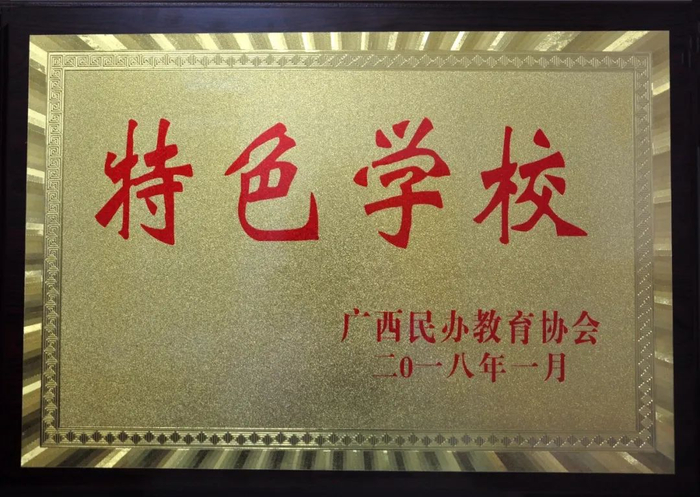 特色学校
广西民办教育协会
二0一八年一月